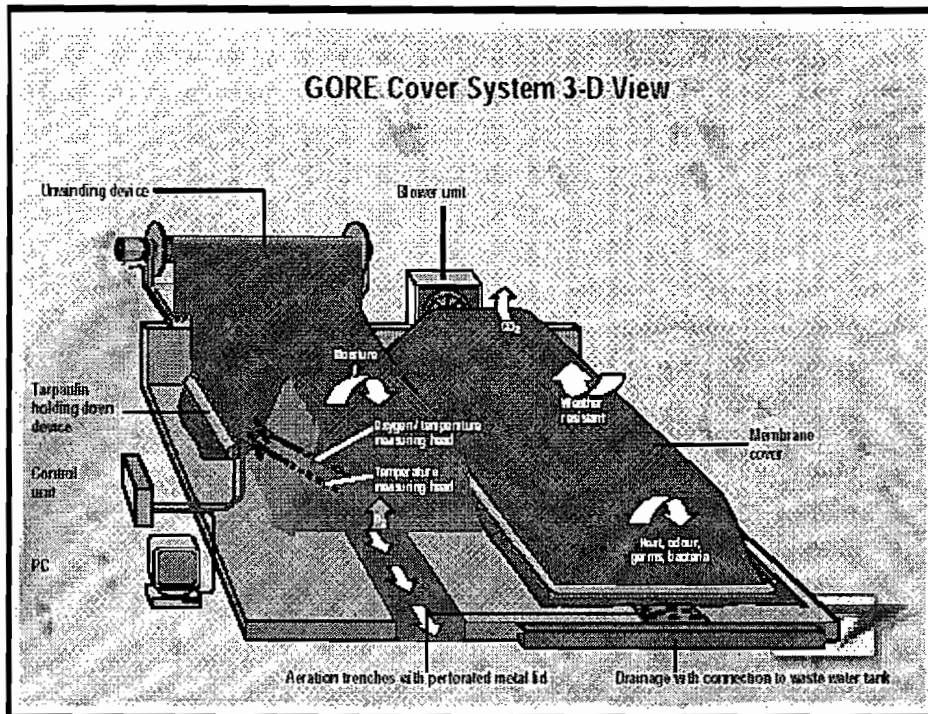 GORE Cover System 3-D View
Unwinding device
Blower unit
CO₂
Moisture
Weather
resistant
Tarpaulin
holding down
device
Oxygen/temperature
measuring head
Membrane
cover
Temperature
measuring head
Control
unit
Heat, odour,
germs, bacteria
PC
Aeration trenches with perforated metal lid
Drainage with connection to waste water tank